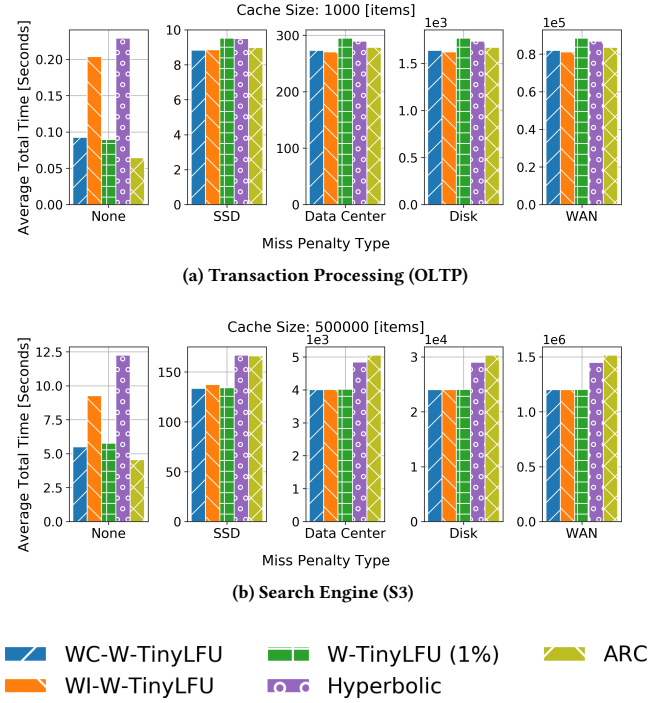 Cache Size: 1000 [items]
1e3 1e5
Average Total Time [Seconds]
0.00 0.05 0.10 0.15 0.20
None
0 2 4 6 8 10
SSD
0 100 200 300
Data Center
0.0 0.5 1.0 1.5
Disk
0.0 0.2 0.4 0.6 0.8
WAN
Miss Penalty Type
(a) Transaction Processing (OLTP)
Cache Size: 500000 [items]
1e3 1e4 1e6
Average Total Time [Seconds]
0.0 2.5 5.0 7.5 10.0 12.5
None
0 50 100 150
SSD
0 1 2 3 4 5
Data Center
0 1 2 3
Disk
0.0 0.5 1.0 1.5
WAN
Miss Penalty Type
(b) Search Engine (S3)
WC-W-TinyLFU W-TinyLFU (1%) ARC
WI-W-TinyLFU Hyperbolic